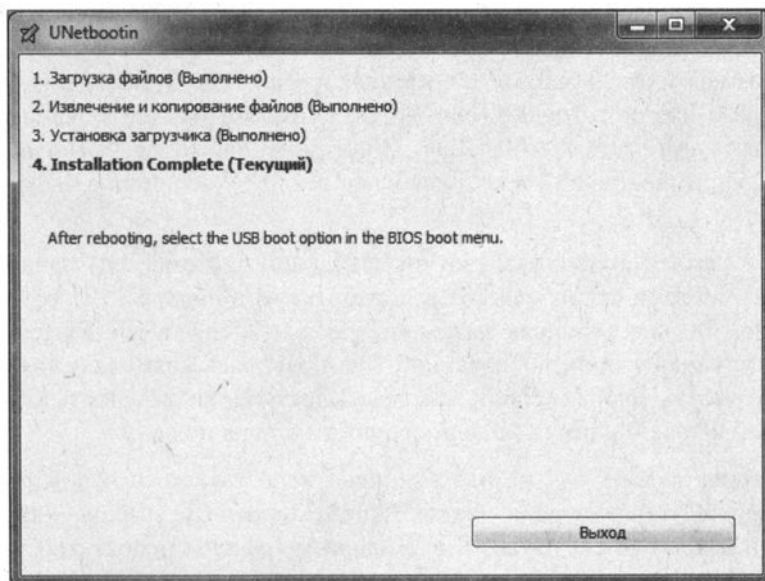 UNetbootin
1. Загрузка файлов (Выполнено)
2. Извлечение и копирование файлов (Выполнено)
3. Установка загрузчика (Выполнено)
4. Installation Complete (Текущий)
After rebooting, select the USB boot option in the BIOS boot menu.
Выход